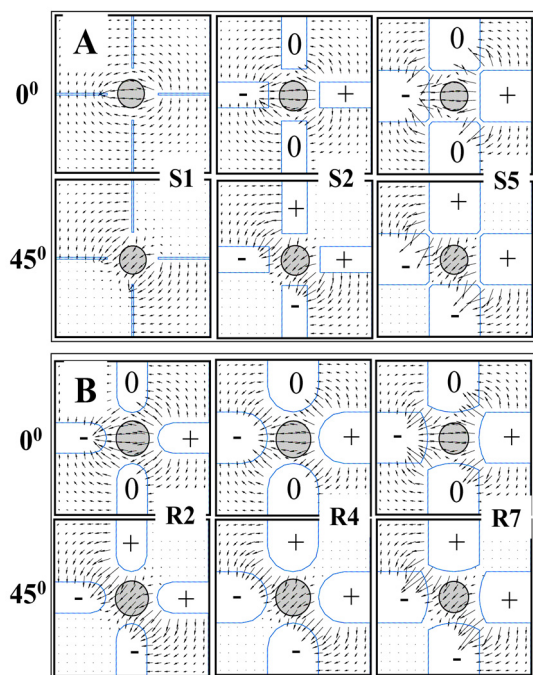 A 0 0
0⁰ - + - +
0 0
S1 S2 S5
+ +
45⁰ - + - +
- -
B 0 0 0
0⁰ - + - + - +
0 0 0
R2 R4 R7
+ + +
45⁰ - + - + - +
- - -